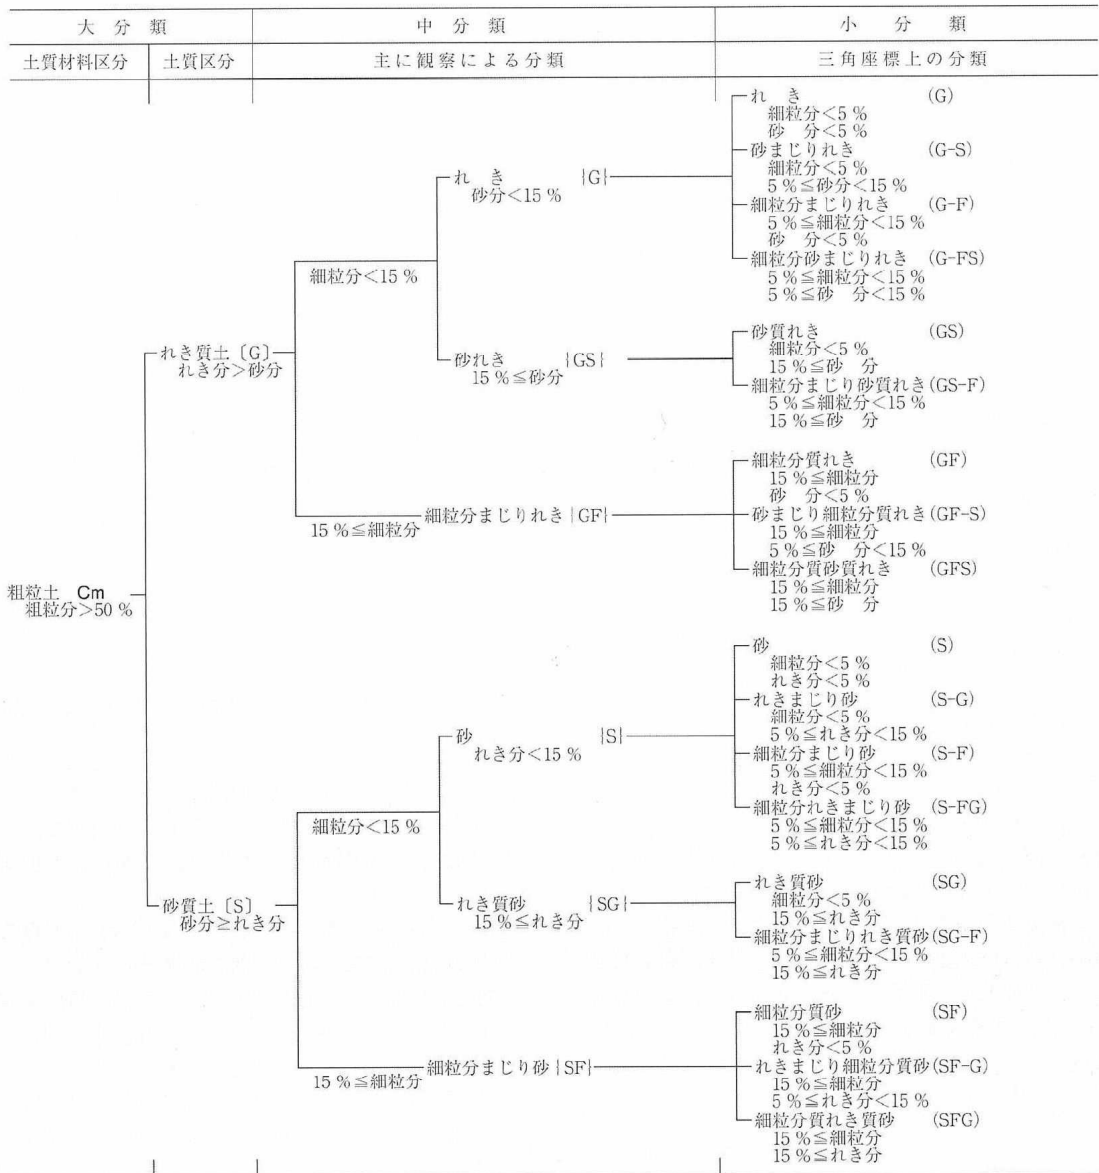 大分類 中分類 小分類
土質材料区分 土質区分 主に観察による分類 三角座標上の分類
れき (G)
細粒分<5 %
砂 分<5 %
砂まじりれき (G-S)
細粒分<5 %
5 %≦砂分<15 %
細粒分まじりれき (G-F)
5 %≦細粒分<15 %
砂 分<5 %
細粒分砂まじりれき (G-FS)
5 %≦細粒分<15 %
5 %≦砂 分<15 %
れき {G}
砂分<15 %
細粒分<15 %
砂れき {GS}
15 %≦砂分
砂質れき (GS)
細粒分<5 %
15 %≦砂 分
細粒分まじり砂質れき(GS-F)
5 %≦細粒分<15 %
15 %≦砂 分
れき質土〔G〕
れき分>砂分
細粒分質れき (GF)
15 %≦細粒分
砂 分<5 %
砂まじり細粒分質れき(GF-S)
15 %≦細粒分
5 %≦砂 分<15 %
細粒分質砂質れき (GFS)
15 %≦細粒分
15 %≦砂 分
細粒分まじりれき{GF}
15 %≦細粒分
粗粒土 Cm
粗粒分>50 %
砂 (S)
細粒分<5 %
れき分<5 %
れきまじり砂 (S-G)
細粒分<5 %
5 %≦れき分<15 %
細粒分まじり砂 (S-F)
5 %≦細粒分<15 %
れき分<5 %
細粒分れきまじり砂 (S-FG)
5 %≦細粒分<15 %
5 %≦れき分<15 %
砂 {S}
れき分<15 %
細粒分<15 %
れき質砂 {SG}
15 %≦れき分
れき質砂 (SG)
細粒分<5 %
15 %≦れき分
細粒分まじりれき質砂(SG-F)
5 %≦細粒分<15 %
15 %≦れき分
砂質土〔S〕
砂分≥れき分
細粒分質砂 (SF)
15 %≦細粒分
れき分<5 %
れきまじり細粒分質砂(SF-G)
15 %≦細粒分
5 %≦れき分<15 %
細粒分質れき質砂 (SFG)
15 %≦細粒分
15 %≦れき分
細粒分まじり砂{SF}
15 %≦細粒分